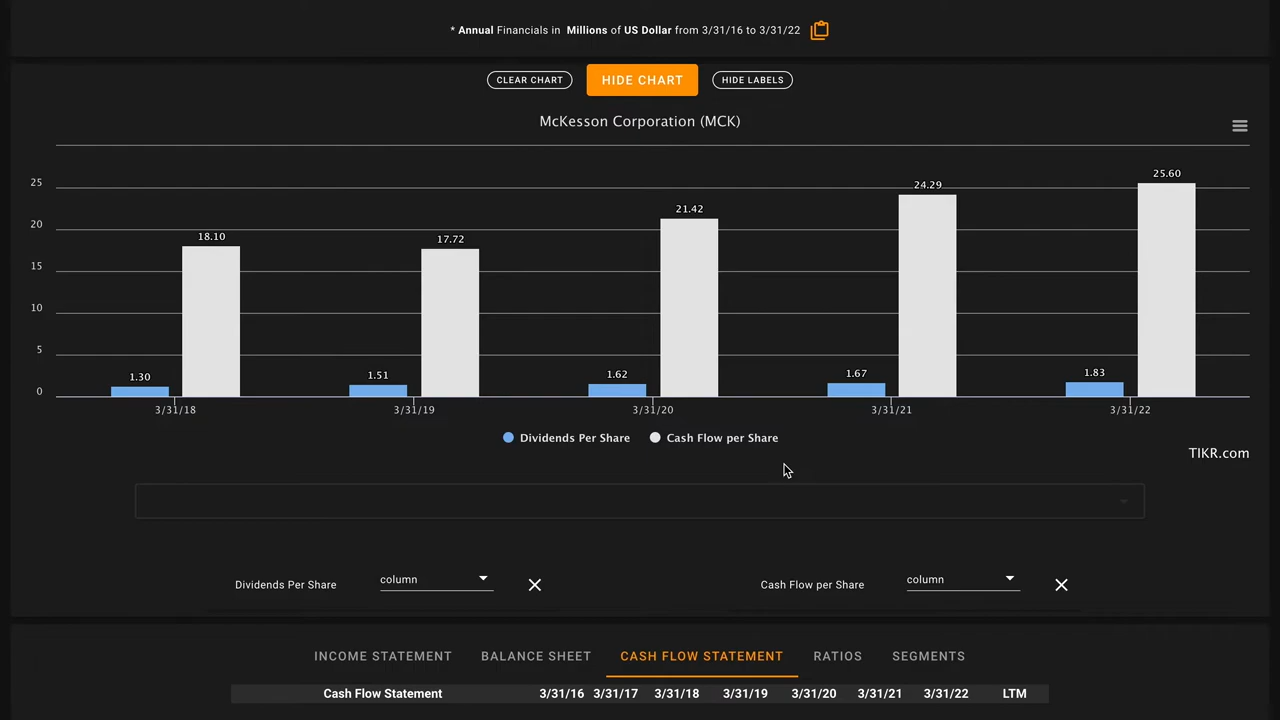 * Annual Financials in Millions of US Dollar from 3/31/16 to 3/31/22
CLEAR CHART HIDE CHART HIDE LABELS
McKesson Corporation (MCK)
25
20
15
10
5
0
1.30 18.10
1.51 17.72
1.62 21.42
1.67 24.29
1.83 25.60
3/31/18 3/31/19 3/31/20 3/31/21 3/31/22
Dividends Per Share Cash Flow per Share
TIKR.com
Dividends Per Share column Cash Flow per Share column
INCOME STATEMENT BALANCE SHEET CASH FLOW STATEMENT RATIOS SEGMENTS
Cash Flow Statement 3/31/16 3/31/17 3/31/18 3/31/19 3/31/20 3/31/21 3/31/22 LTM